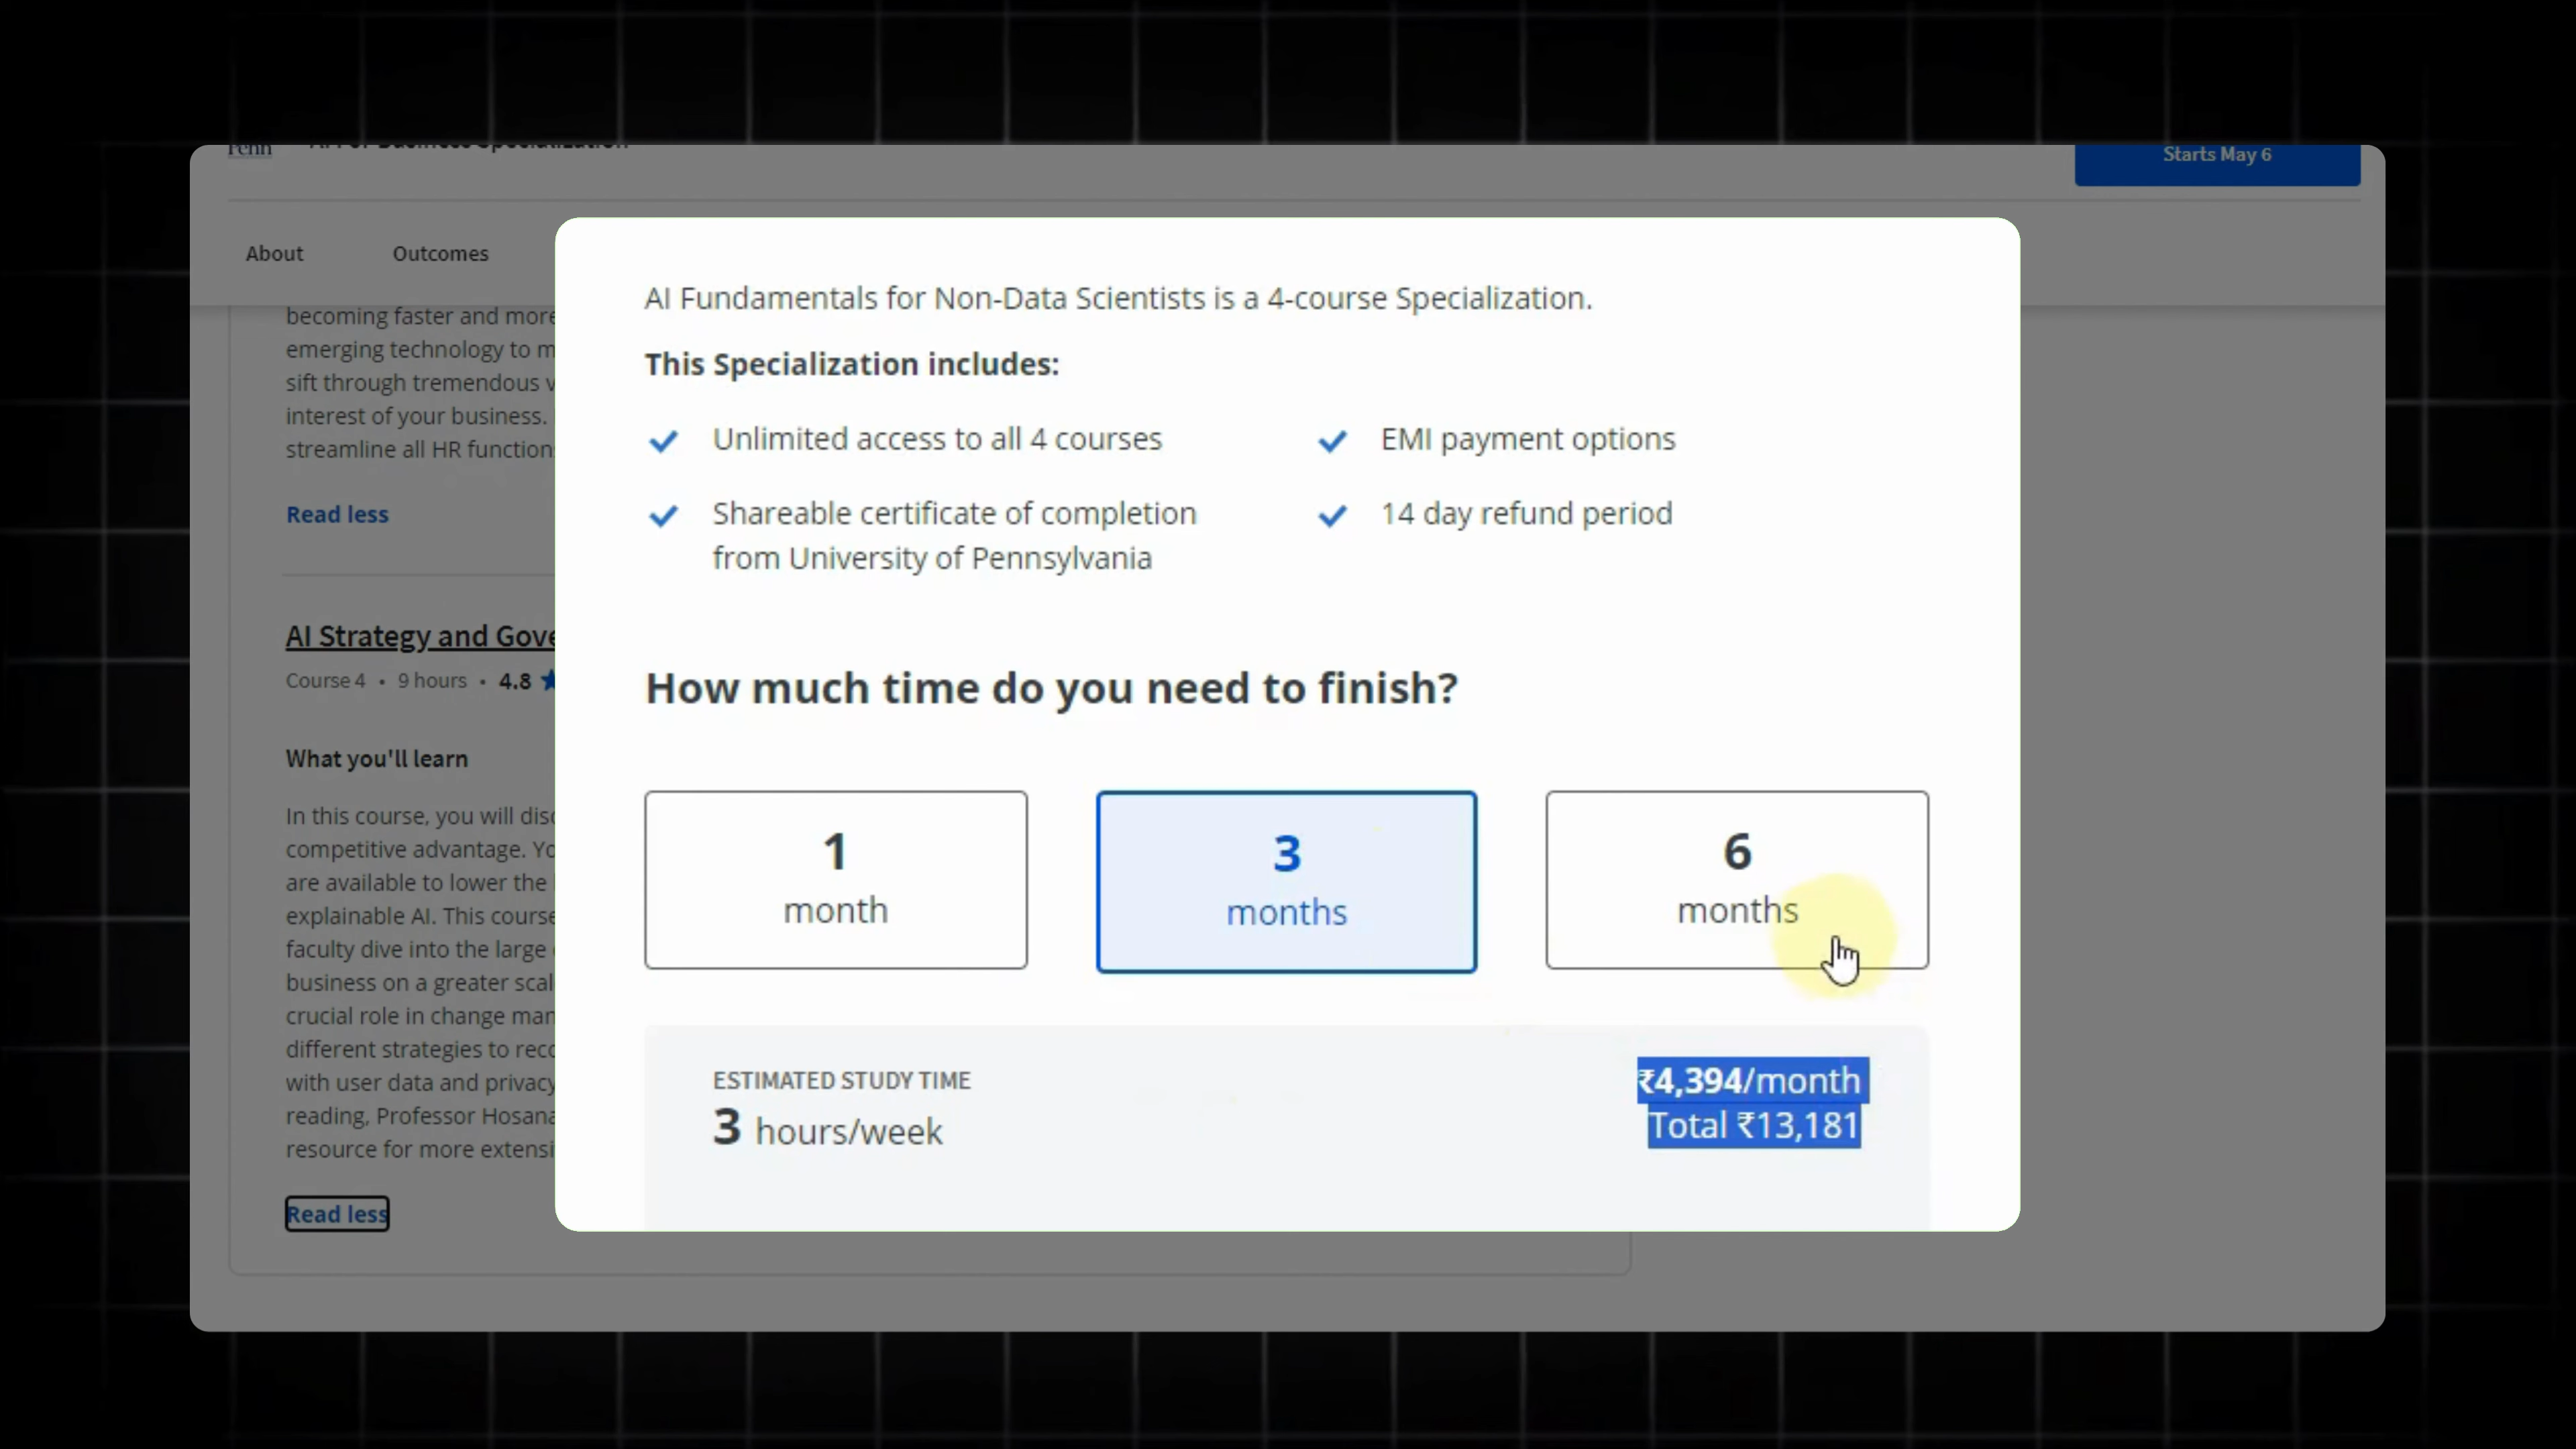 Penn AI For Business Specialization
Starts May 6
About Outcomes
becoming faster and more
emerging technology to m
sift through tremendous v
interest of your business.
streamline all HR function
Read less
AI Strategy and Gove
Course 4 • 9 hours • 4.8 ★
What you'll learn
In this course, you will disc
competitive advantage. Yo
are available to lower the
explainable AI. This course
faculty dive into the large
business on a greater scal
crucial role in change man
different strategies to reco
with user data and privacy
reading, Professor Hosana
resource for more extensi
Read less
AI Fundamentals for Non-Data Scientists is a 4-course Specialization.
This Specialization includes:
Unlimited access to all 4 courses
EMI payment options
Shareable certificate of completion
from University of Pennsylvania
14 day refund period
How much time do you need to finish?
1
month
3
months
6
months
ESTIMATED STUDY TIME
3 hours/week
₹4,394/month
Total ₹13,181